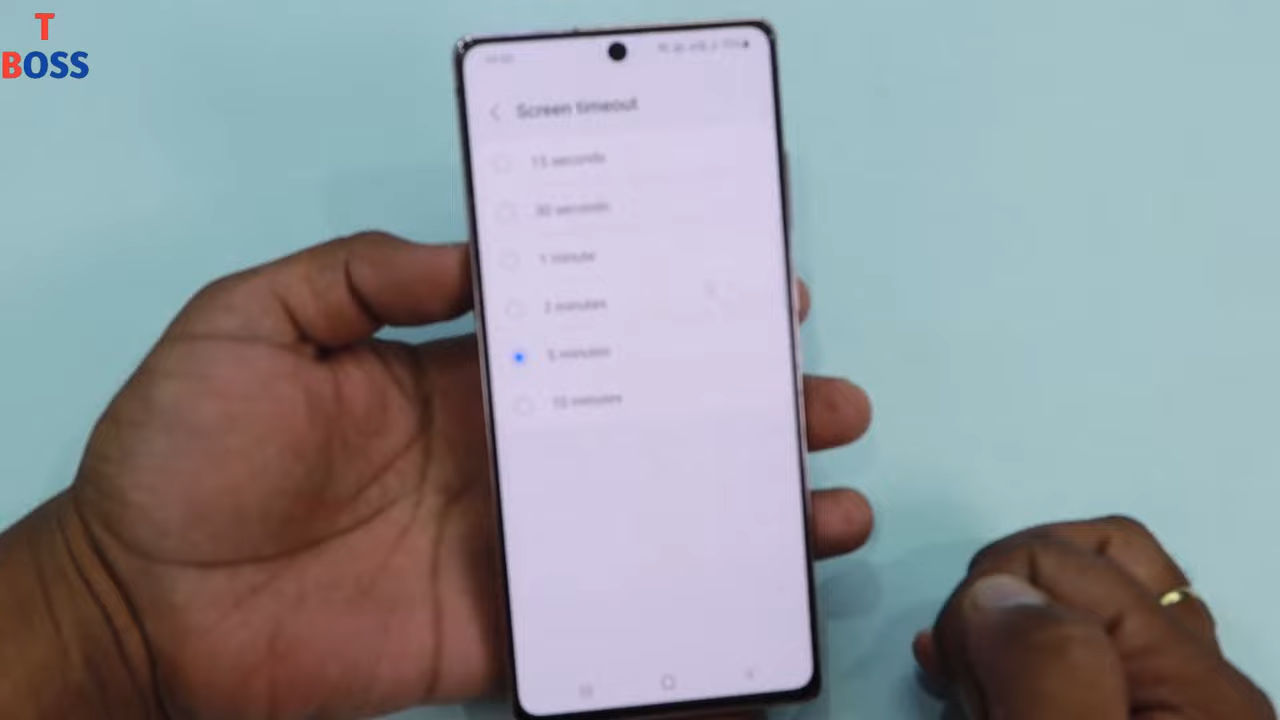 T
BOSS
Screen timeout
15 seconds
30 seconds
1 minute
2 minutes
5 minutes
10 minutes